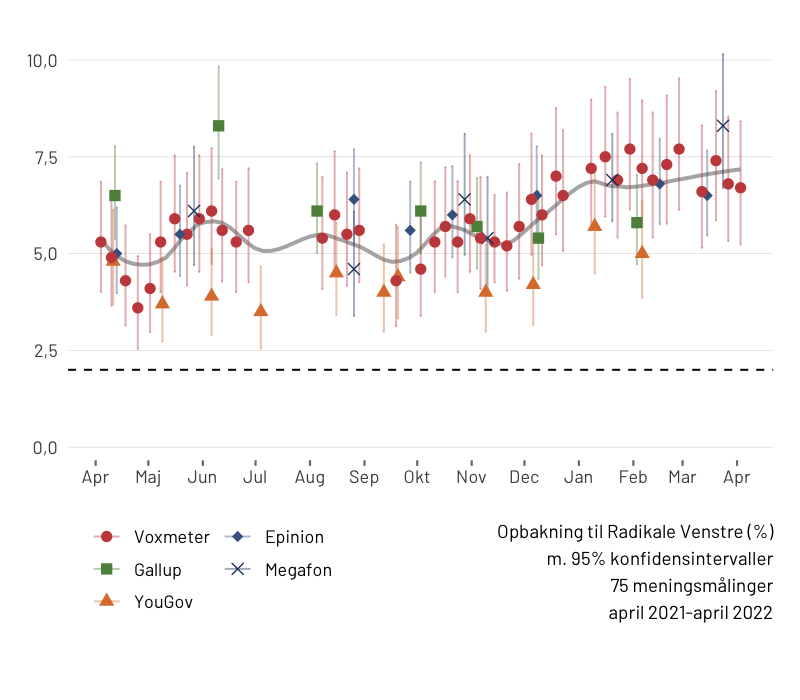 10,0
7,5
5,0
2,5
0,0
Apr Maj Jun Jul Aug Sep Okt Nov Dec Jan Feb Mar Apr
Voxmeter Epinion
Gallup Megafon
YouGov
Opbakning til Radikale Venstre (%)
m. 95% konfidensintervaller
75 meningsmålinger
april 2021-april 2022